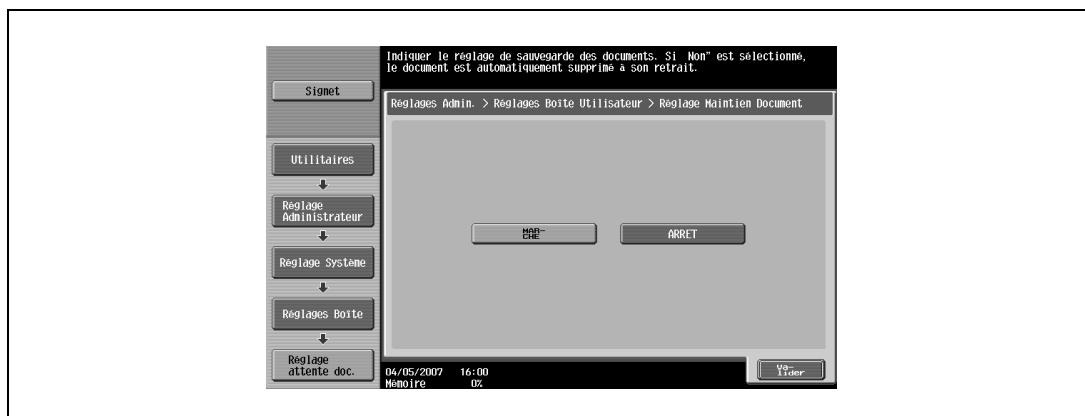 Indiquer le réglage de sauvegarde des documents. Si Non" est sélectionné,
le document est automatiquement supprimé à son retrait.
Signet
Réglages Admin. > Réglages Boîte Utilisateur > Réglage Maintien Document
Utilitaires
Réglage
Administrateur
Réglage Système
Réglages Boîte
Réglage
attente doc.
MAR-
CHE
ARRET
04/05/2007 16:00
Mémoire 0%
Va-
lider